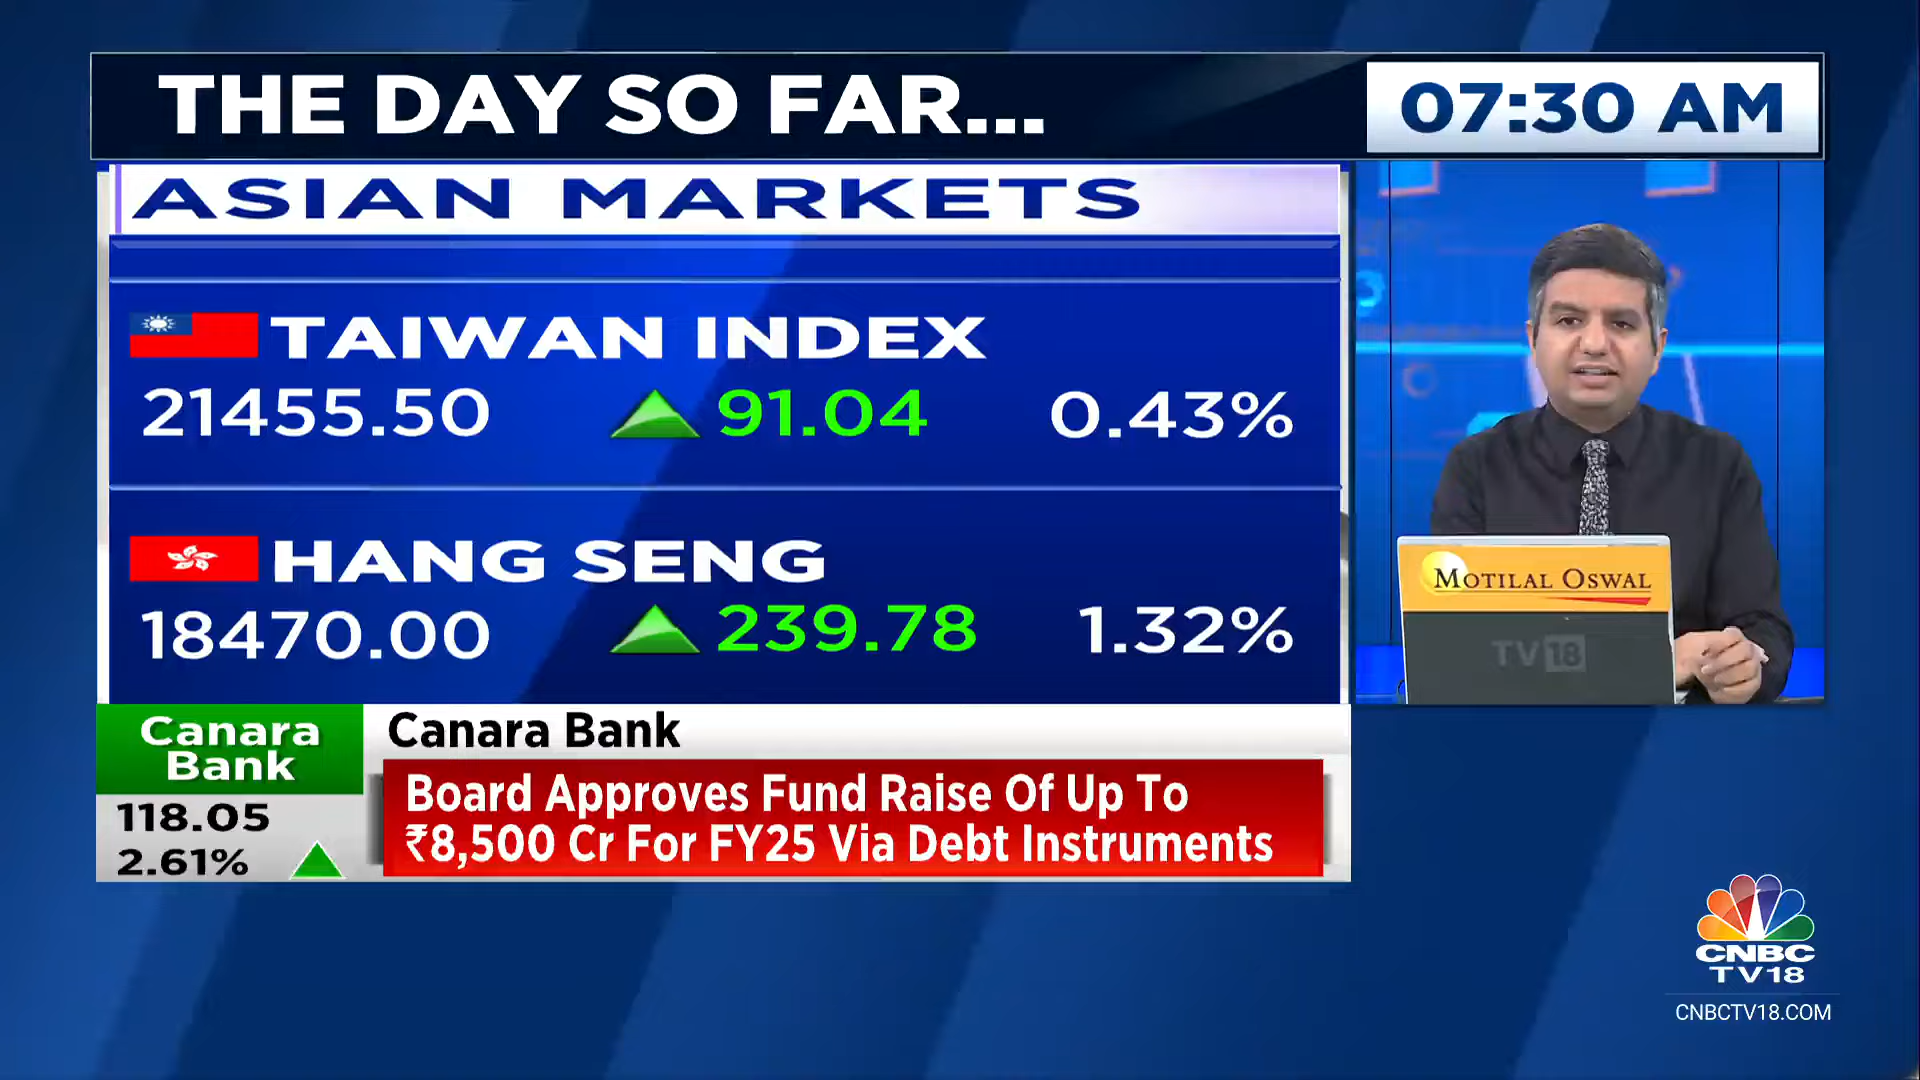 THE DAY SO FAR...
07:30 AM
ASIAN MARKETS
TAIWAN INDEX
21455.50 91.04 0.43%
HANG SENG
18470.00 239.78 1.32%
MOTILAL OSWAL
TV18
Canara
Bank
118.05
2.61%
Canara Bank
Board Approves Fund Raise Of Up To
₹8,500 Cr For FY25 Via Debt Instruments
CNBC
TV18
CNBCTV18.COM